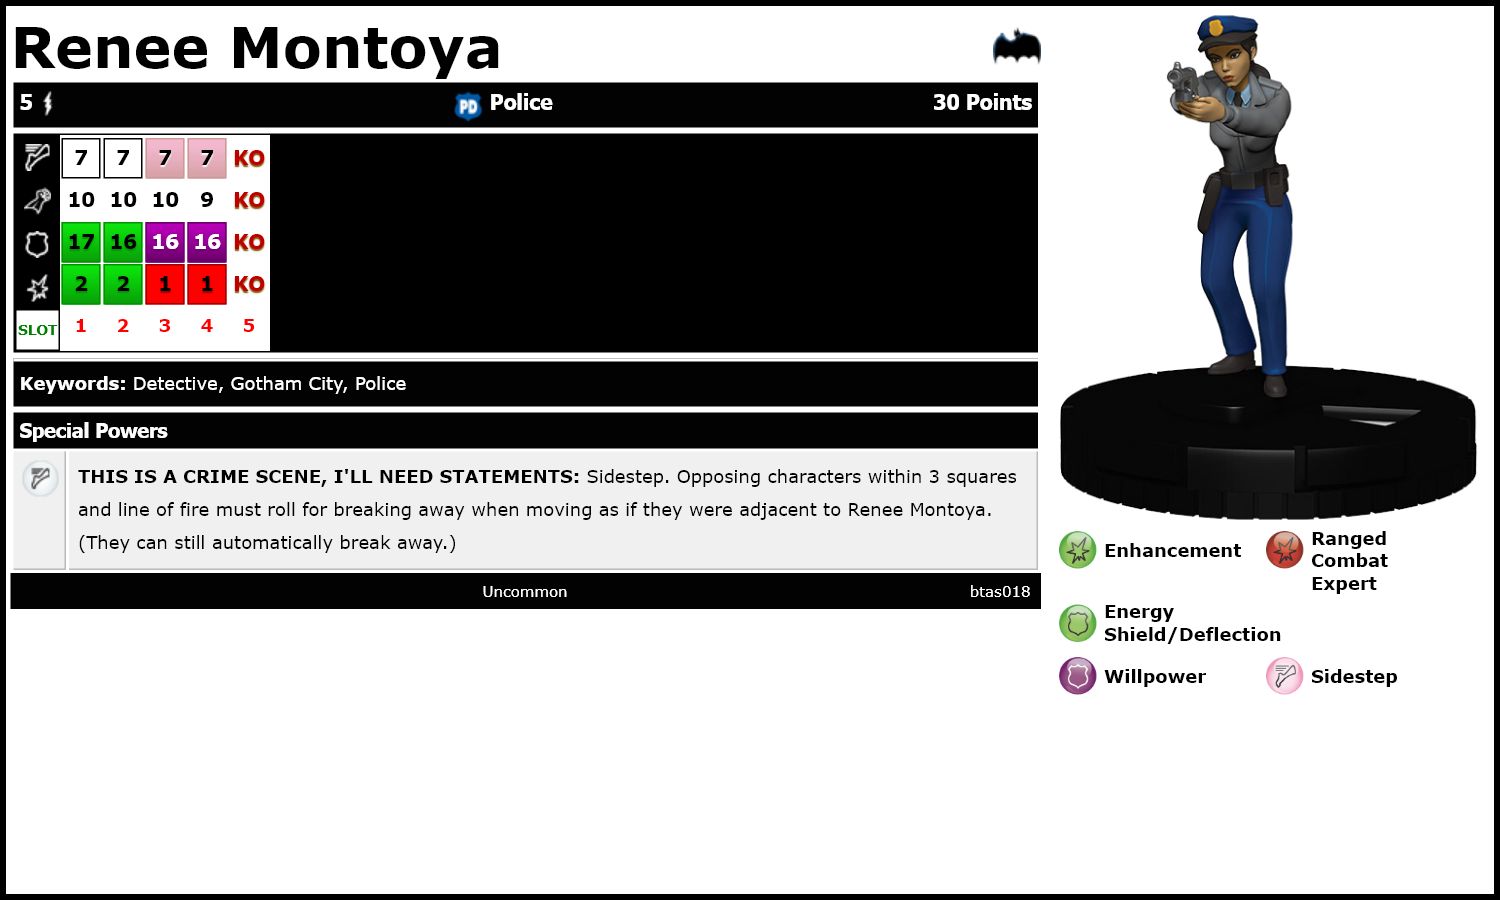 Renee Montoya
5 PD Police 30 Points
7 7 7 7 KO
10 10 10 9 KO
17 16 16 16 KO
2 2 1 1 KO
SLOT 1 2 3 4 5
Keywords: Detective, Gotham City, Police
Special Powers
THIS IS A CRIME SCENE, I'LL NEED STATEMENTS: Sidestep. Opposing characters within 3 squares
and line of fire must roll for breaking away when moving as if they were adjacent to Renee Montoya.
(They can still automatically break away.)
Uncommon btas018
Enhancement
Ranged
Combat
Expert
Energy
Shield/Deflection
Willpower
Sidestep